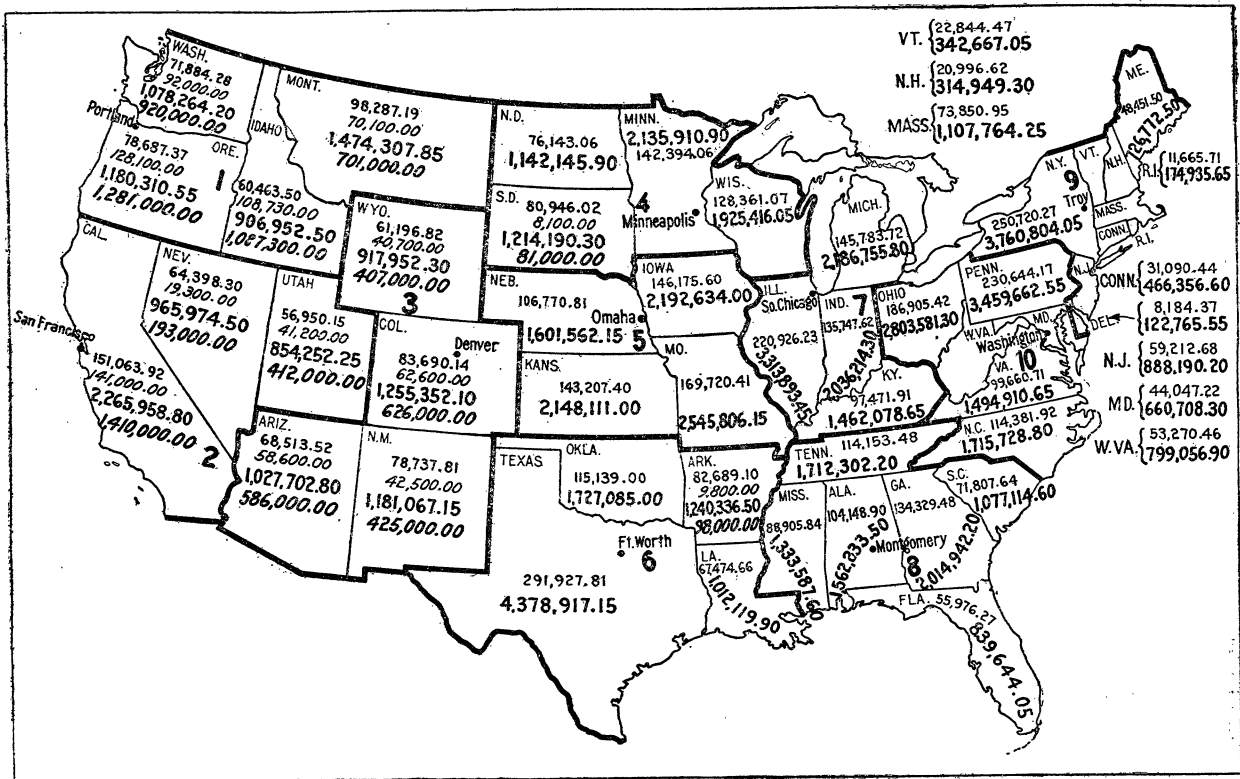 WASH.
71,884.28
92,000.00
1,078,264.20
920,000.00
Portland
78,687.37
ORE.
128,100.00
1,180,310.55
1,281,000.00
1
IDAHO
60,463.50
108,730.00
906,952.50
1,087,300.00
MONT.
98,287.19
70,100.00
1,474,307.85
701,000.00
WYO.
61,196.82
40,700.00
917,952.30
407,000.00
3
CAL.
San Francisco
151,063.92
141,000.00
2,265,958.80
1,410,000.00
2
NEV.
64,398.30
19,300.00
965,974.50
193,000.00
UTAH
56,950.15
41,200.00
854,252.25
412,000.00
COL.
Denver
83,690.14
62,600.00
1,255,352.10
626,000.00
ARIZ.
68,513.52
58,600.00
1,027,702.80
586,000.00
N.M.
78,737.81
42,500.00
1,181,067.15
425,000.00
N.D.
76,143.06
1,142,145.90
S.D.
80,946.02
8,100.00
1,214,190.30
81,000.00
NEB.
106,770.81
Omaha
1,601,562.15
5
KANS.
143,207.40
2,148,111.00
OKLA.
115,139.00
1,727,085.00
TEXAS
Ft. Worth
6
291,927.81
4,378,917.15
MINN.
2,135,910.90
142,394.06
4
Minneapolis
IOWA
146,175.60
2,192,634.00
MO.
169,720.41
2,545,806.15
ARK.
82,689.10
9,800.00
1,240,336.50
98,000.00
LA.
67,474.66
1,012,119.90
WIS.
128,361.07
1,925,416.05
MICH.
145,783.72
2,186,755.80
ILL.
So. Chicago
220,926.23
3,313,893.45
IND.
7
135,747.62
2,036,214.30
OHIO
186,905.42
2,803,581.30
KY.
97,471.91
1,462,078.65
TENN. 114,153.48
1,712,302.20
MISS.
88,905.84
1,333,587.60
ALA.
104,148.90
1,562,233.50
Montgomery
8
GA.
134,329.48
2,014,942.20
FLA. 55,976.27
839,644.05
S.C.
71,807.64
1,077,114.60
N.C. 114,381.92
1,715,728.80
W.VA.
MD.
Washington
10
VA.
99,660.71
1,494,910.65
PENN.
230,644.17
3,459,662.55
N.J.
N.Y.
9
Troy
250,720.27
3,760,804.05
VT.
N.H.
MASS.
CONN.
R.I.
ME.
48,451.50
726,772.50
VT. 22,844.47
342,667.05
N.H. 20,996.62
314,949.30
MASS. 73,850.95
1,107,764.25
R.I. 11,665.71
174,935.65
CONN. 31,090.44
466,356.60
DEL. 8,184.37
122,765.55
N.J. 59,212.68
888,190.20
MD. 44,047.22
660,708.30
W.VA. 53,270.46
799,056.90